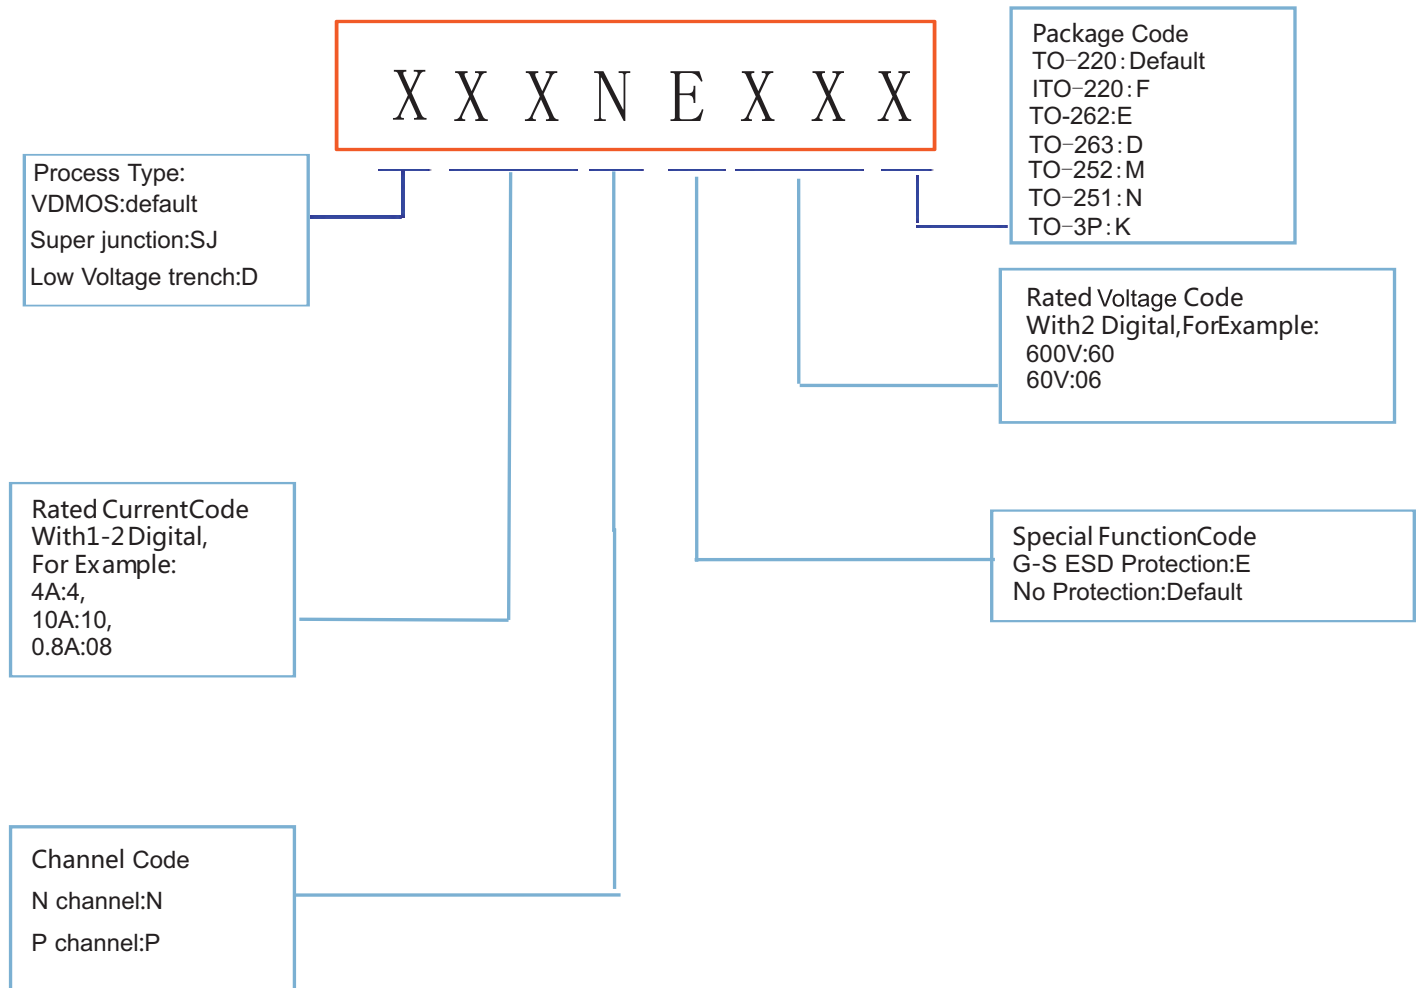 X X X N E X X X
Package Code
TO-220:Default
ITO-220:F
TO-262:E
TO-263:D
TO-252:M
TO-251:N
TO-3P:K
Process Type:
VDMOS:default
Super junction:SJ
Low Voltage trench:D
Rated Voltage Code
With2 Digital,ForExample:
600V:60
60V:06
Rated CurrentCode
With1-2Digital,
For Example:
4A:4,
10A:10,
0.8A:08
Special FunctionCode
G-S ESD Protection:E
No Protection:Default
Channel Code
N channel:N
P channel:P